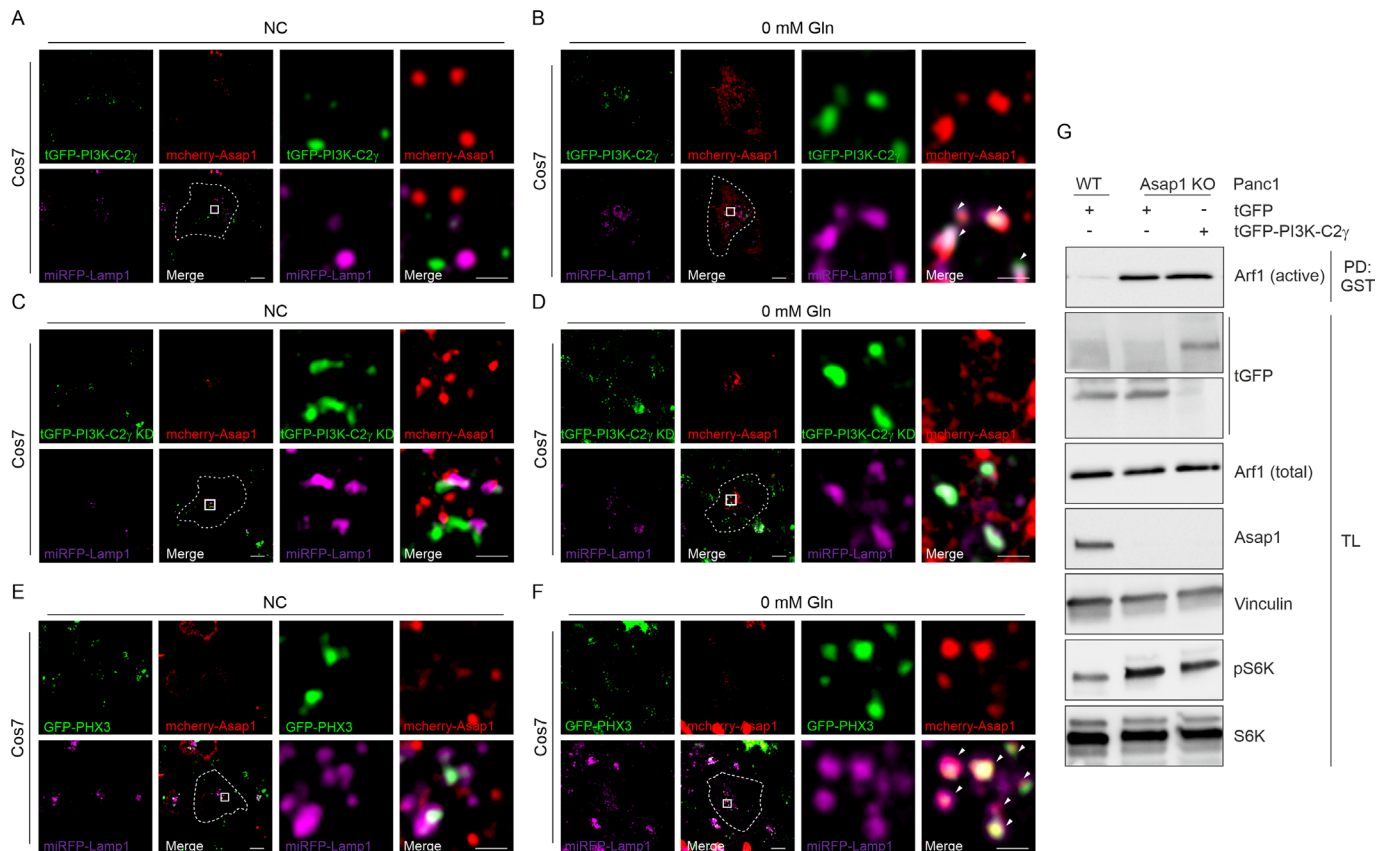 A
NC
Cos7
tGFP-PI3K-C2γ
mcherry-Asap1
tGFP-PI3K-C2γ
mcherry-Asap1
miRFP-Lamp1
Merge
miRFP-Lamp1
Merge
B
0 mM Gln
Cos7
tGFP-PI3K-C2γ
mcherry-Asap1
tGFP-PI3K-C2γ
mcherry-Asap1
miRFP-Lamp1
Merge
miRFP-Lamp1
Merge
C
NC
Cos7
tGFP-PI3K-C2γ KD
mcherry-Asap1
tGFP-PI3K-C2γ KD
mcherry-Asap1
miRFP-Lamp1
Merge
miRFP-Lamp1
Merge
D
0 mM Gln
Cos7
tGFP-PI3K-C2γ KD
mcherry-Asap1
tGFP-PI3K-C2γ KD
mcherry-Asap1
miRFP-Lamp1
Merge
miRFP-Lamp1
Merge
E
NC
Cos7
GFP-PHX3
mcherry-Asap1
GFP-PHX3
mcherry-Asap1
miRFP-Lamp1
Merge
miRFP-Lamp1
Merge
F
0 mM Gln
Cos7
GFP-PHX3
mcherry-Asap1
GFP-PHX3
mcherry-Asap1
miRFP-Lamp1
Merge
miRFP-Lamp1
Merge
G
WT Asap1 KO Panc1
+ + - tGFP
- - + tGFP-PI3K-C2γ
Arf1 (active)
PD:
GST
tGFP
Arf1 (total)
Asap1
TL
Vinculin
pS6K
S6K